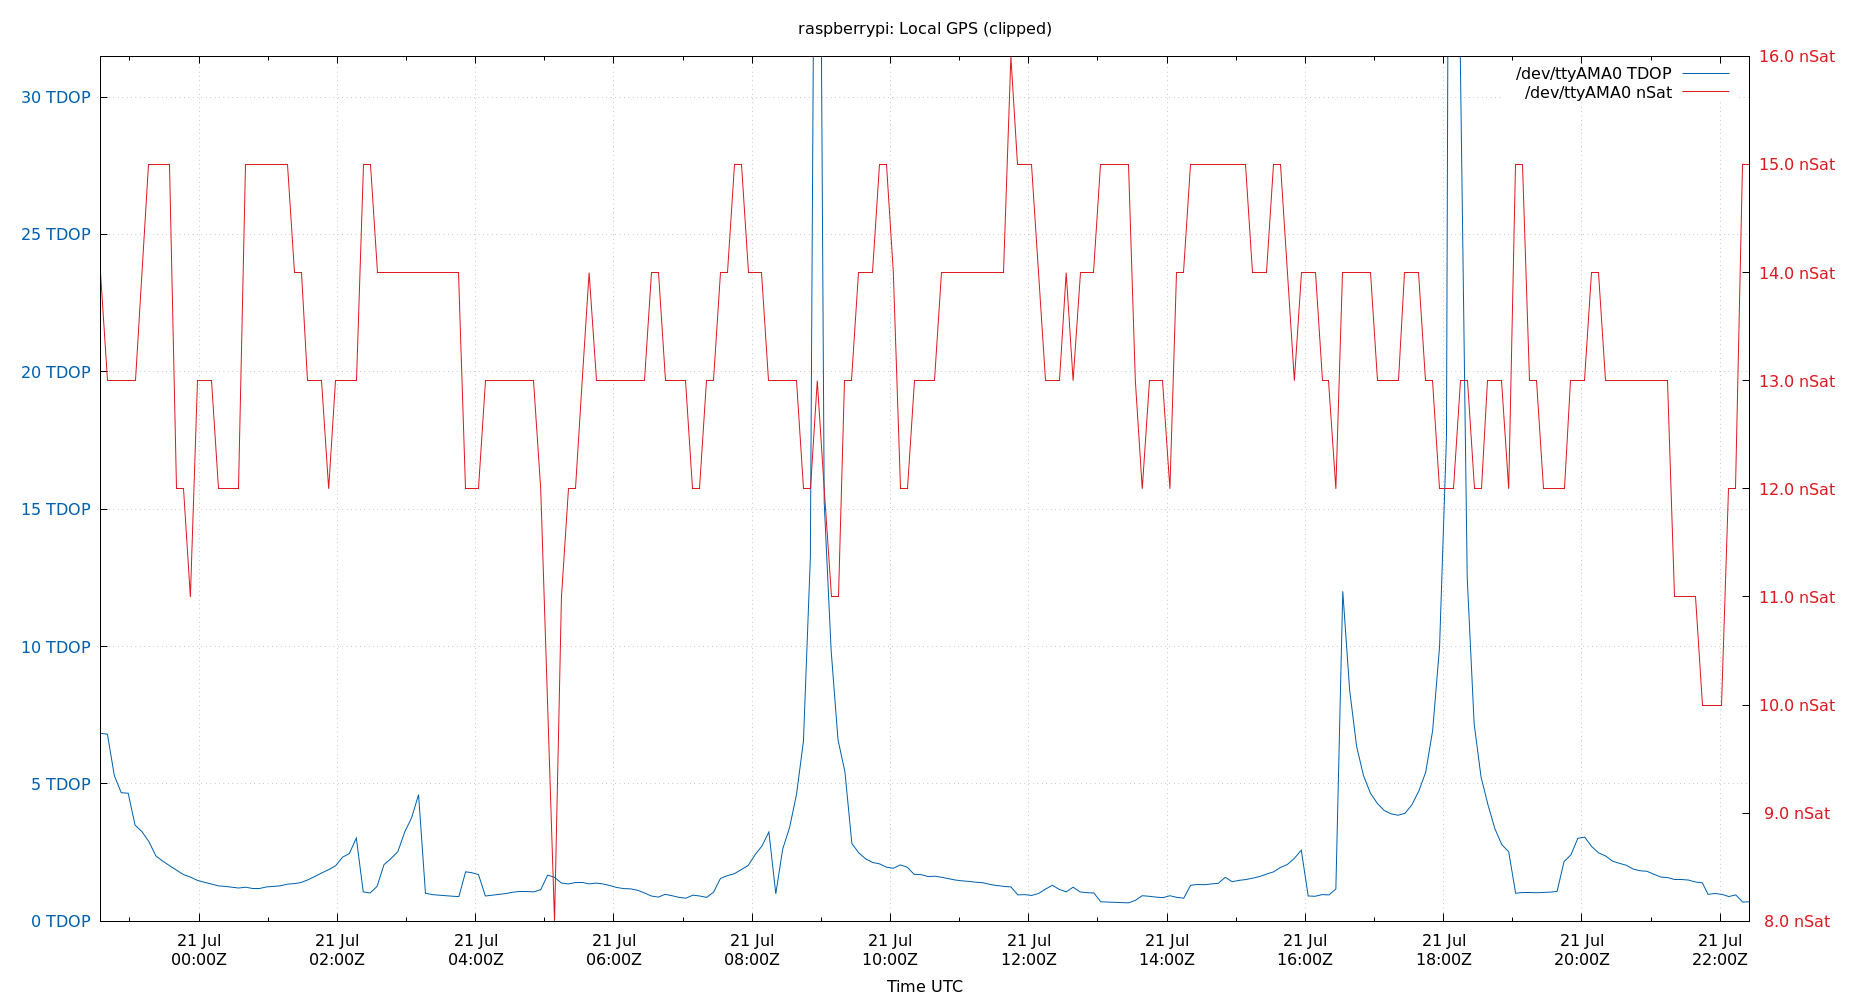 raspberrypi: Local GPS (clipped)
/dev/ttyAMA0 TDOP
/dev/ttyAMA0 nSat
30 TDOP
25 TDOP
20 TDOP
15 TDOP
10 TDOP
5 TDOP
0 TDOP
16.0 nSat
15.0 nSat
14.0 nSat
13.0 nSat
12.0 nSat
11.0 nSat
10.0 nSat
9.0 nSat
8.0 nSat
21 Jul
00:00Z
21 Jul
02:00Z
21 Jul
04:00Z
21 Jul
06:00Z
21 Jul
08:00Z
21 Jul
10:00Z
21 Jul
12:00Z
21 Jul
14:00Z
21 Jul
16:00Z
21 Jul
18:00Z
21 Jul
20:00Z
21 Jul
22:00Z
Time UTC